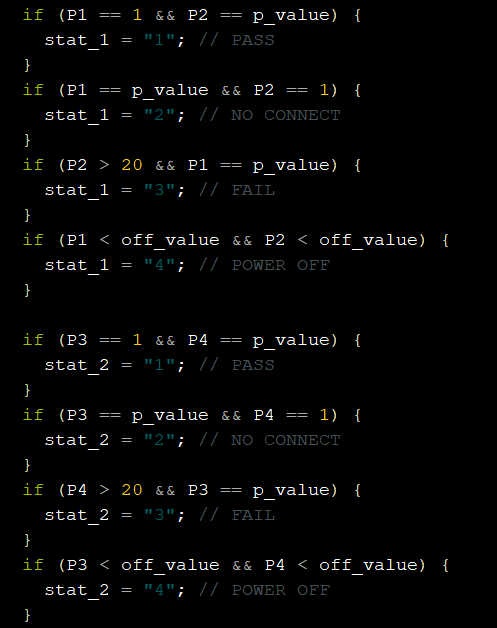 if (P1 == 1 && P2 == p_value) {
  stat_1 = "1"; // PASS
}
if (P1 == p_value && P2 == 1) {
  stat_1 = "2"; // NO CONNECT
}
if (P2 > 20 && P1 == p_value) {
  stat_1 = "3"; // FAIL
}
if (P1 < off_value && P2 < off_value) {
  stat_1 = "4"; // POWER OFF
}

if (P3 == 1 && P4 == p_value) {
  stat_2 = "1"; // PASS
}
if (P3 == p_value && P4 == 1) {
  stat_2 = "2"; // NO CONNECT
}
if (P4 > 20 && P3 == p_value) {
  stat_2 = "3"; // FAIL
}
if (P3 < off_value && P4 < off_value) {
  stat_2 = "4"; // POWER OFF
}